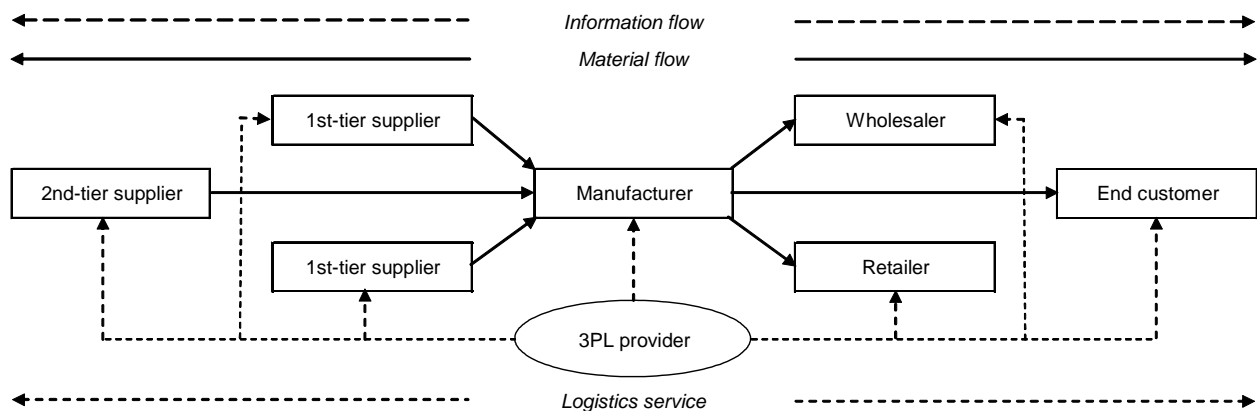 Information flow
Material flow
1st-tier supplier
Wholesaler
2nd-tier supplier
Manufacturer
End customer
1st-tier supplier
Retailer
3PL provider
Logistics service